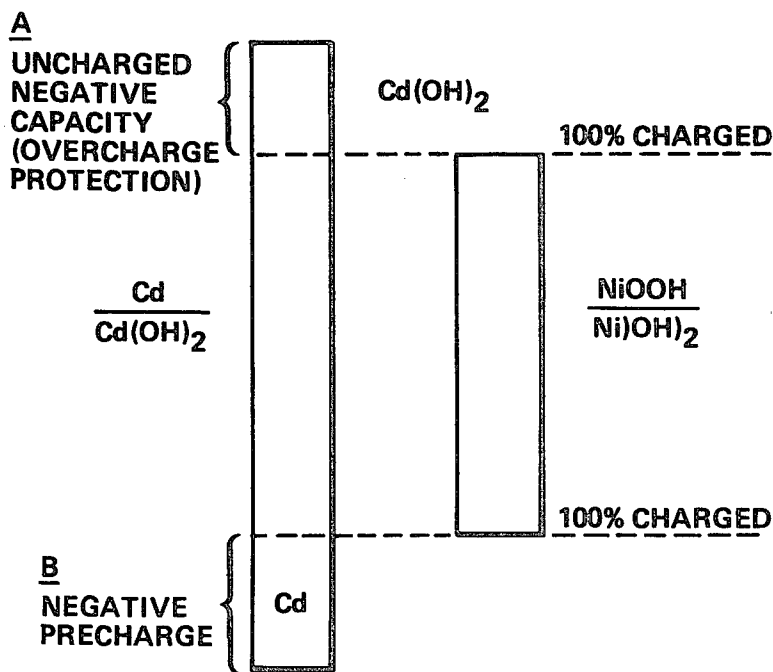 A
UNCHARGED
NEGATIVE
CAPACITY
(OVERCHARGE
PROTECTION)
Cd(OH)2
100% CHARGED
Cd
Cd(OH)2
NiOOH
Ni)OH)2
100% CHARGED
B
NEGATIVE
PRECHARGE
Cd